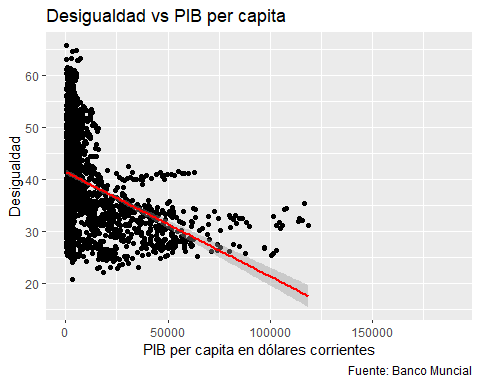 Desigualdad vs PIB per capita
60
50
40
30
20
Desigualdad
0
50000
100000
150000
PIB per capita en dólares corrientes
Fuente: Banco Muncial